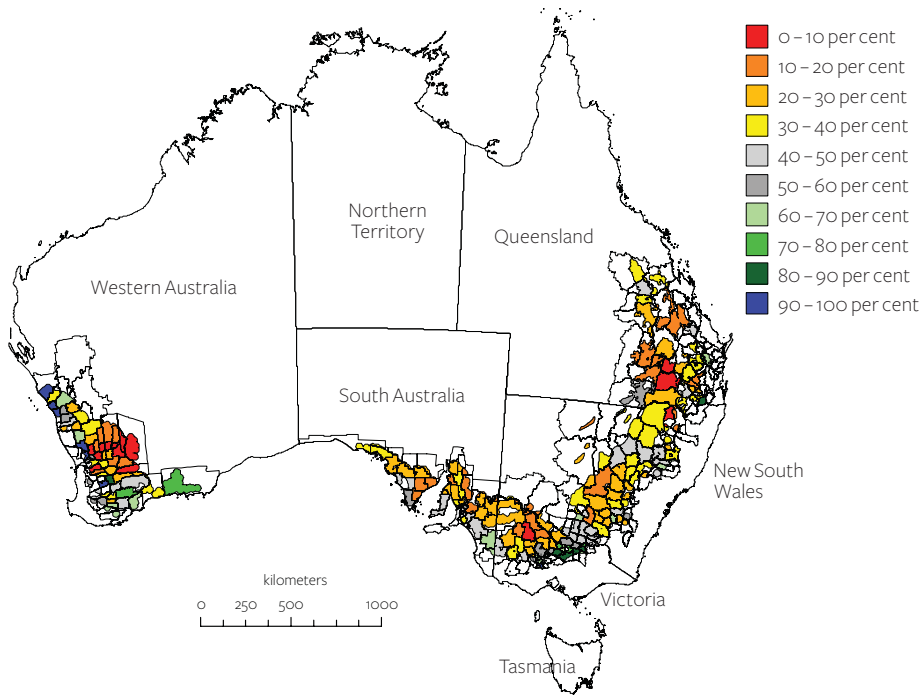 0 – 10 per cent
10 – 20 per cent
20 – 30 per cent
30 – 40 per cent
40 – 50 per cent
50 – 60 per cent
60 – 70 per cent
70 – 80 per cent
80 – 90 per cent
90 – 100 per cent
Northern
Territory
Queensland
Western Australia
South Australia
New South
Wales
kilometers
0 250 500 1000
Victoria
Tasmania